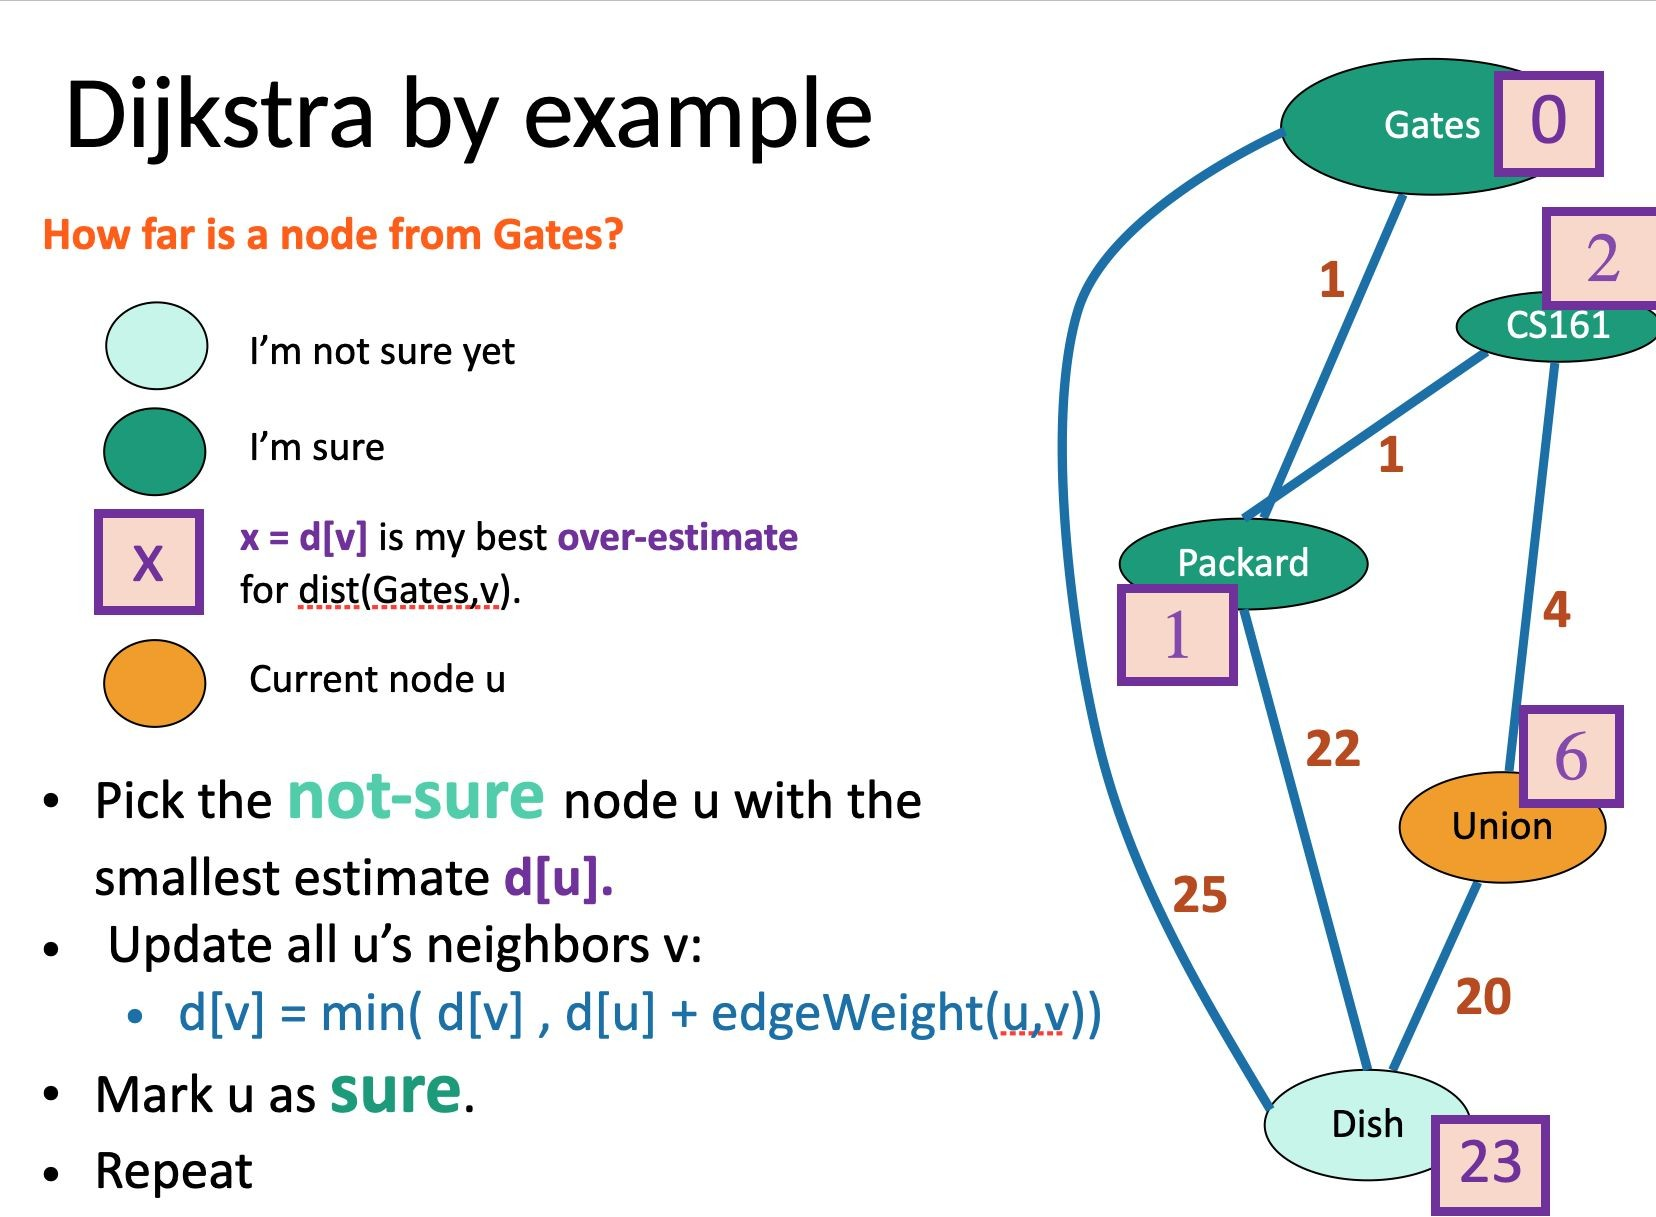 Dijkstra by example
How far is a node from Gates?
I’m not sure yet
I’m sure
X
x = d[v] is my best over-estimate
for dist(Gates,v).
Current node u
• Pick the not-sure node u with the
smallest estimate d[u].
• Update all u’s neighbors v:
• d[v] = min( d[v] , d[u] + edgeWeight(u,v))
• Mark u as sure.
• Repeat
Gates
0
2
CS161
1
1
Packard
1
4
22
6
Union
25
20
Dish
23